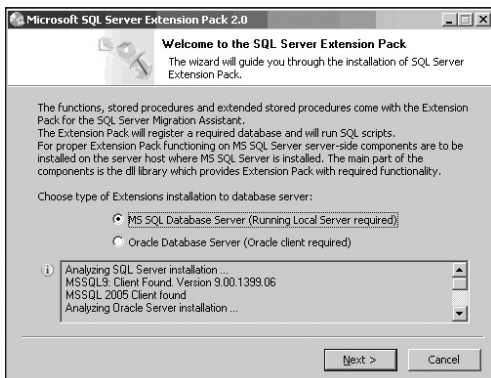 Microsoft SQL Server Extension Pack 2.0
Welcome to the SQL Server Extension Pack
The wizard will guide you through the installation of SQL Server
Extension Pack.
The functions, stored procedures and extended stored procedures come with the Extension
Pack for the SQL Server Migration Assistant.
The Extension Pack will register a required database and will run SQL scripts.
For proper Extension Pack functioning on MS SQL Server server-side components are to be
installed on the server host where MS SQL Server is installed. The main part of the
components is the dll library which provides Extension Pack with required functionality.
Choose type of Extensions installation to database server:
MS SQL Database Server (Running Local Server required)
Oracle Database Server (Oracle client required)
Analyzing SQL Server installation ...
MSSQL9: Client Found. Version 9.00.1399.06
MSSQL 2005 Client found
Analyzing Oracle Server installation ...
Next >
Cancel